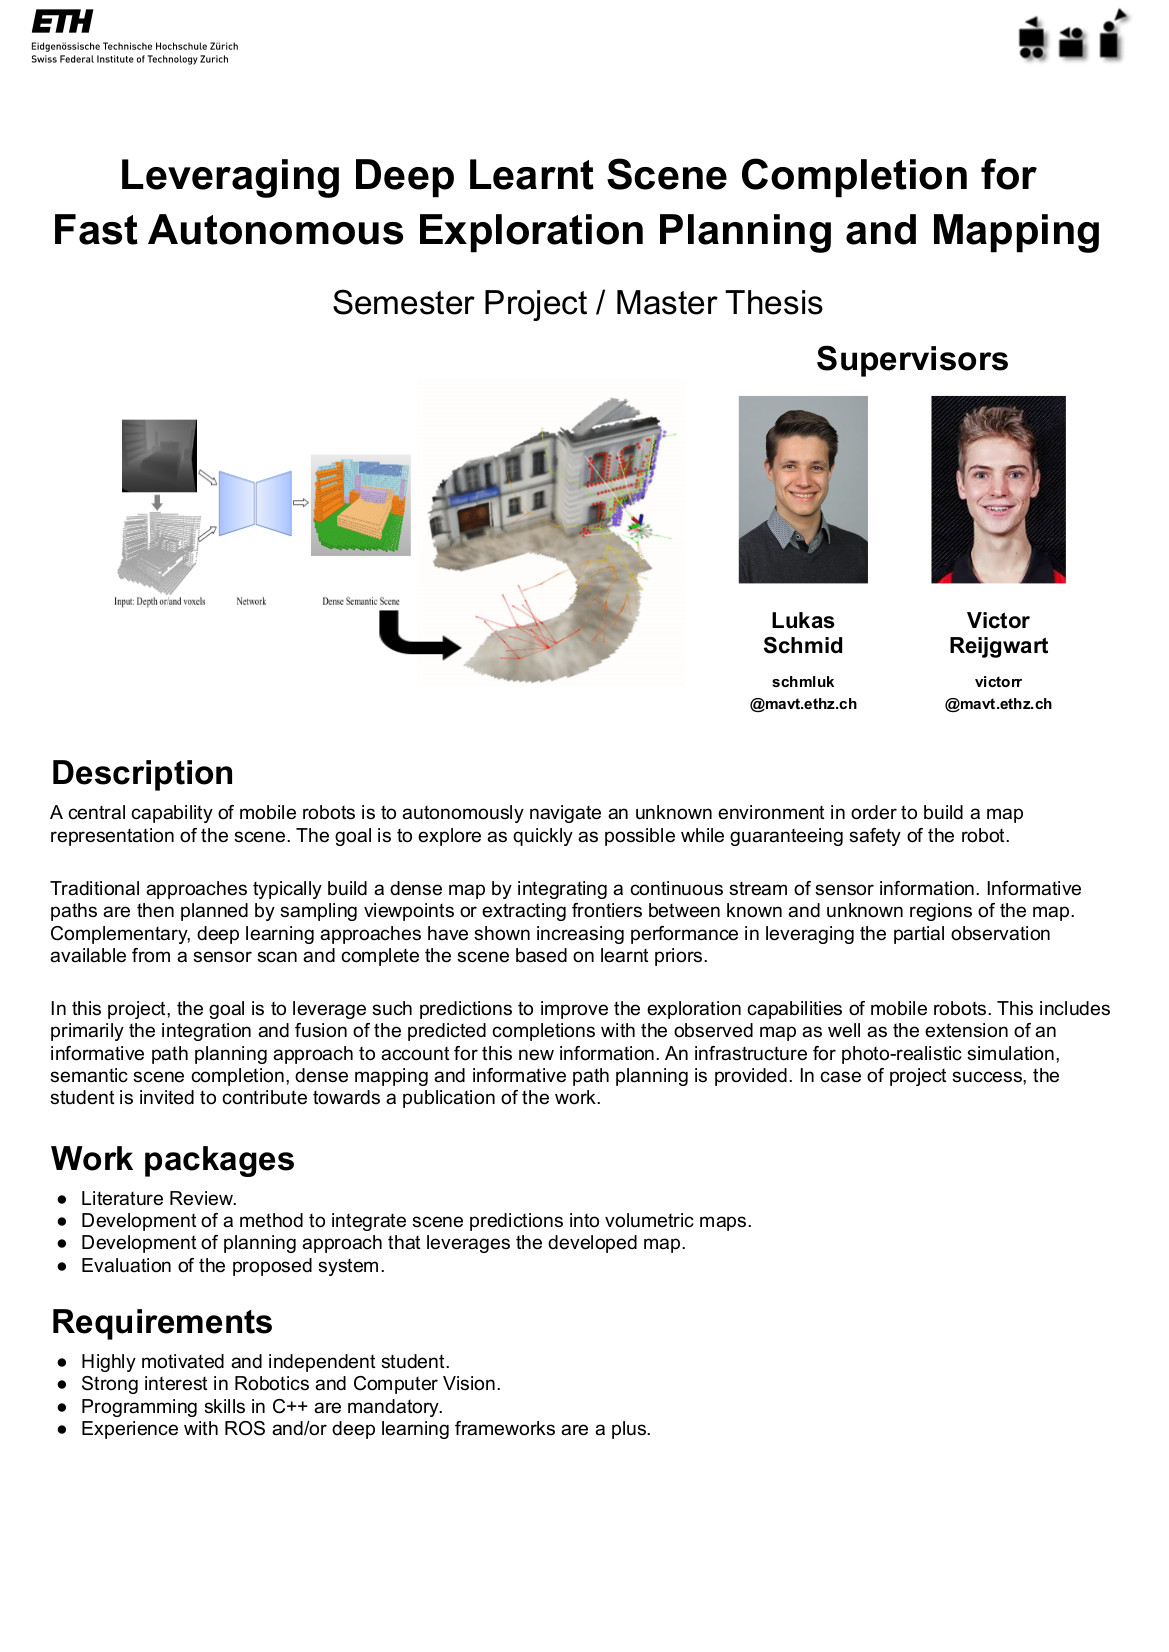 ETH
Eidgenössische Technische Hochschule Zürich
Swiss Federal Institute of Technology Zurich
Leveraging Deep Learnt Scene Completion for
Fast Autonomous Exploration Planning and Mapping
Semester Project / Master Thesis
Supervisors
Input: Depth or/and voxels
Network
Dense Semantic Scene
Lukas
Schmid
schmluk
@mavt.ethz.ch
Victor
Reijgwart
victorr
@mavt.ethz.ch
Description
A central capability of mobile robots is to autonomously navigate an unknown environment in order to build a map
representation of the scene. The goal is to explore as quickly as possible while guaranteeing safety of the robot.
Traditional approaches typically build a dense map by integrating a continuous stream of sensor information. Informative
paths are then planned by sampling viewpoints or extracting frontiers between known and unknown regions of the map.
Complementary, deep learning approaches have shown increasing performance in leveraging the partial observation
available from a sensor scan and complete the scene based on learnt priors.
In this project, the goal is to leverage such predictions to improve the exploration capabilities of mobile robots. This includes
primarily the integration and fusion of the predicted completions with the observed map as well as the extension of an
informative path planning approach to account for this new information. An infrastructure for photo-realistic simulation,
semantic scene completion, dense mapping and informative path planning is provided. In case of project success, the
student is invited to contribute towards a publication of the work.
Work packages
● Literature Review.
● Development of a method to integrate scene predictions into volumetric maps.
● Development of planning approach that leverages the developed map.
● Evaluation of the proposed system.
Requirements
● Highly motivated and independent student.
● Strong interest in Robotics and Computer Vision.
● Programming skills in C++ are mandatory.
● Experience with ROS and/or deep learning frameworks are a plus.